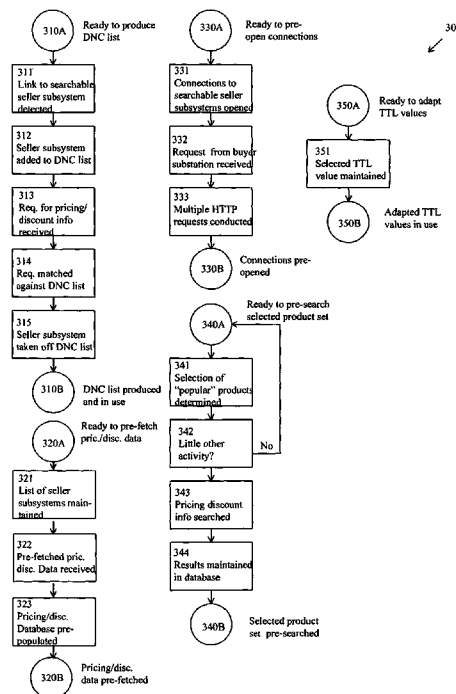 30
310A
Ready to produce
DNC list
311
Link to searchable
seller subsystem
detected
312
Seller subsystem
added to DNC list
313
Req. for pricing/
discount info
received
314
Req. matched
against DNC list
315
Seller subsystem
taken off DNC list
310B
DNC list produced
and in use
320A
Ready to pre-fetch
pric./disc. data
321
List of seller
subsystems main-
tained
322
Pre-fetched pric.
disc. Data received
323
Pricing/disc.
Database pre-
populated
320B
Pricing/disc.
data pre-fetched
330A
Ready to pre-
open connections
331
Connections to
searchable seller
subsystems opened
332
Request from buyer
substation received
333
Multiple HTTP
requests conducted
330B
Connections pre-
opened
340A
Ready to pre-search
selected product set
341
Selection of
"popular" products
determined
342
Little other
activity?
No
343
Pricing discount
info searched
344
Results maintained
in database
340B
Selected product
set pre-searched
350A
Ready to adapt
TTL values
351
Selected TTL
value maintained
350B
Adapted TTL
values in use